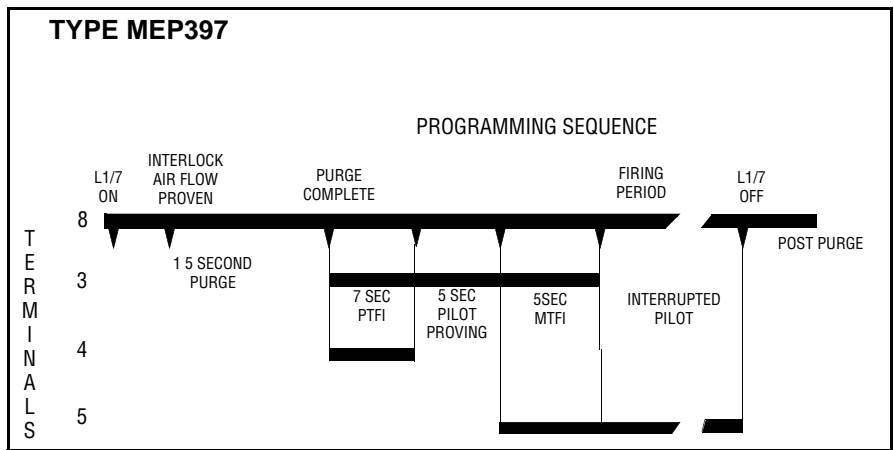 TYPE MEP397
PROGRAMMING SEQUENCE
L1/7
ON
INTERLOCK
AIR FLOW
PROVEN
PURGE
COMPLETE
FIRING
PERIOD
L1/7
OFF
TERMINALS
8
1 5 SECOND
PURGE
POST PURGE
3
7 SEC
PTFI
5 SEC
PILOT
PROVING
5SEC
MTFI
INTERRUPTED
PILOT
4
5